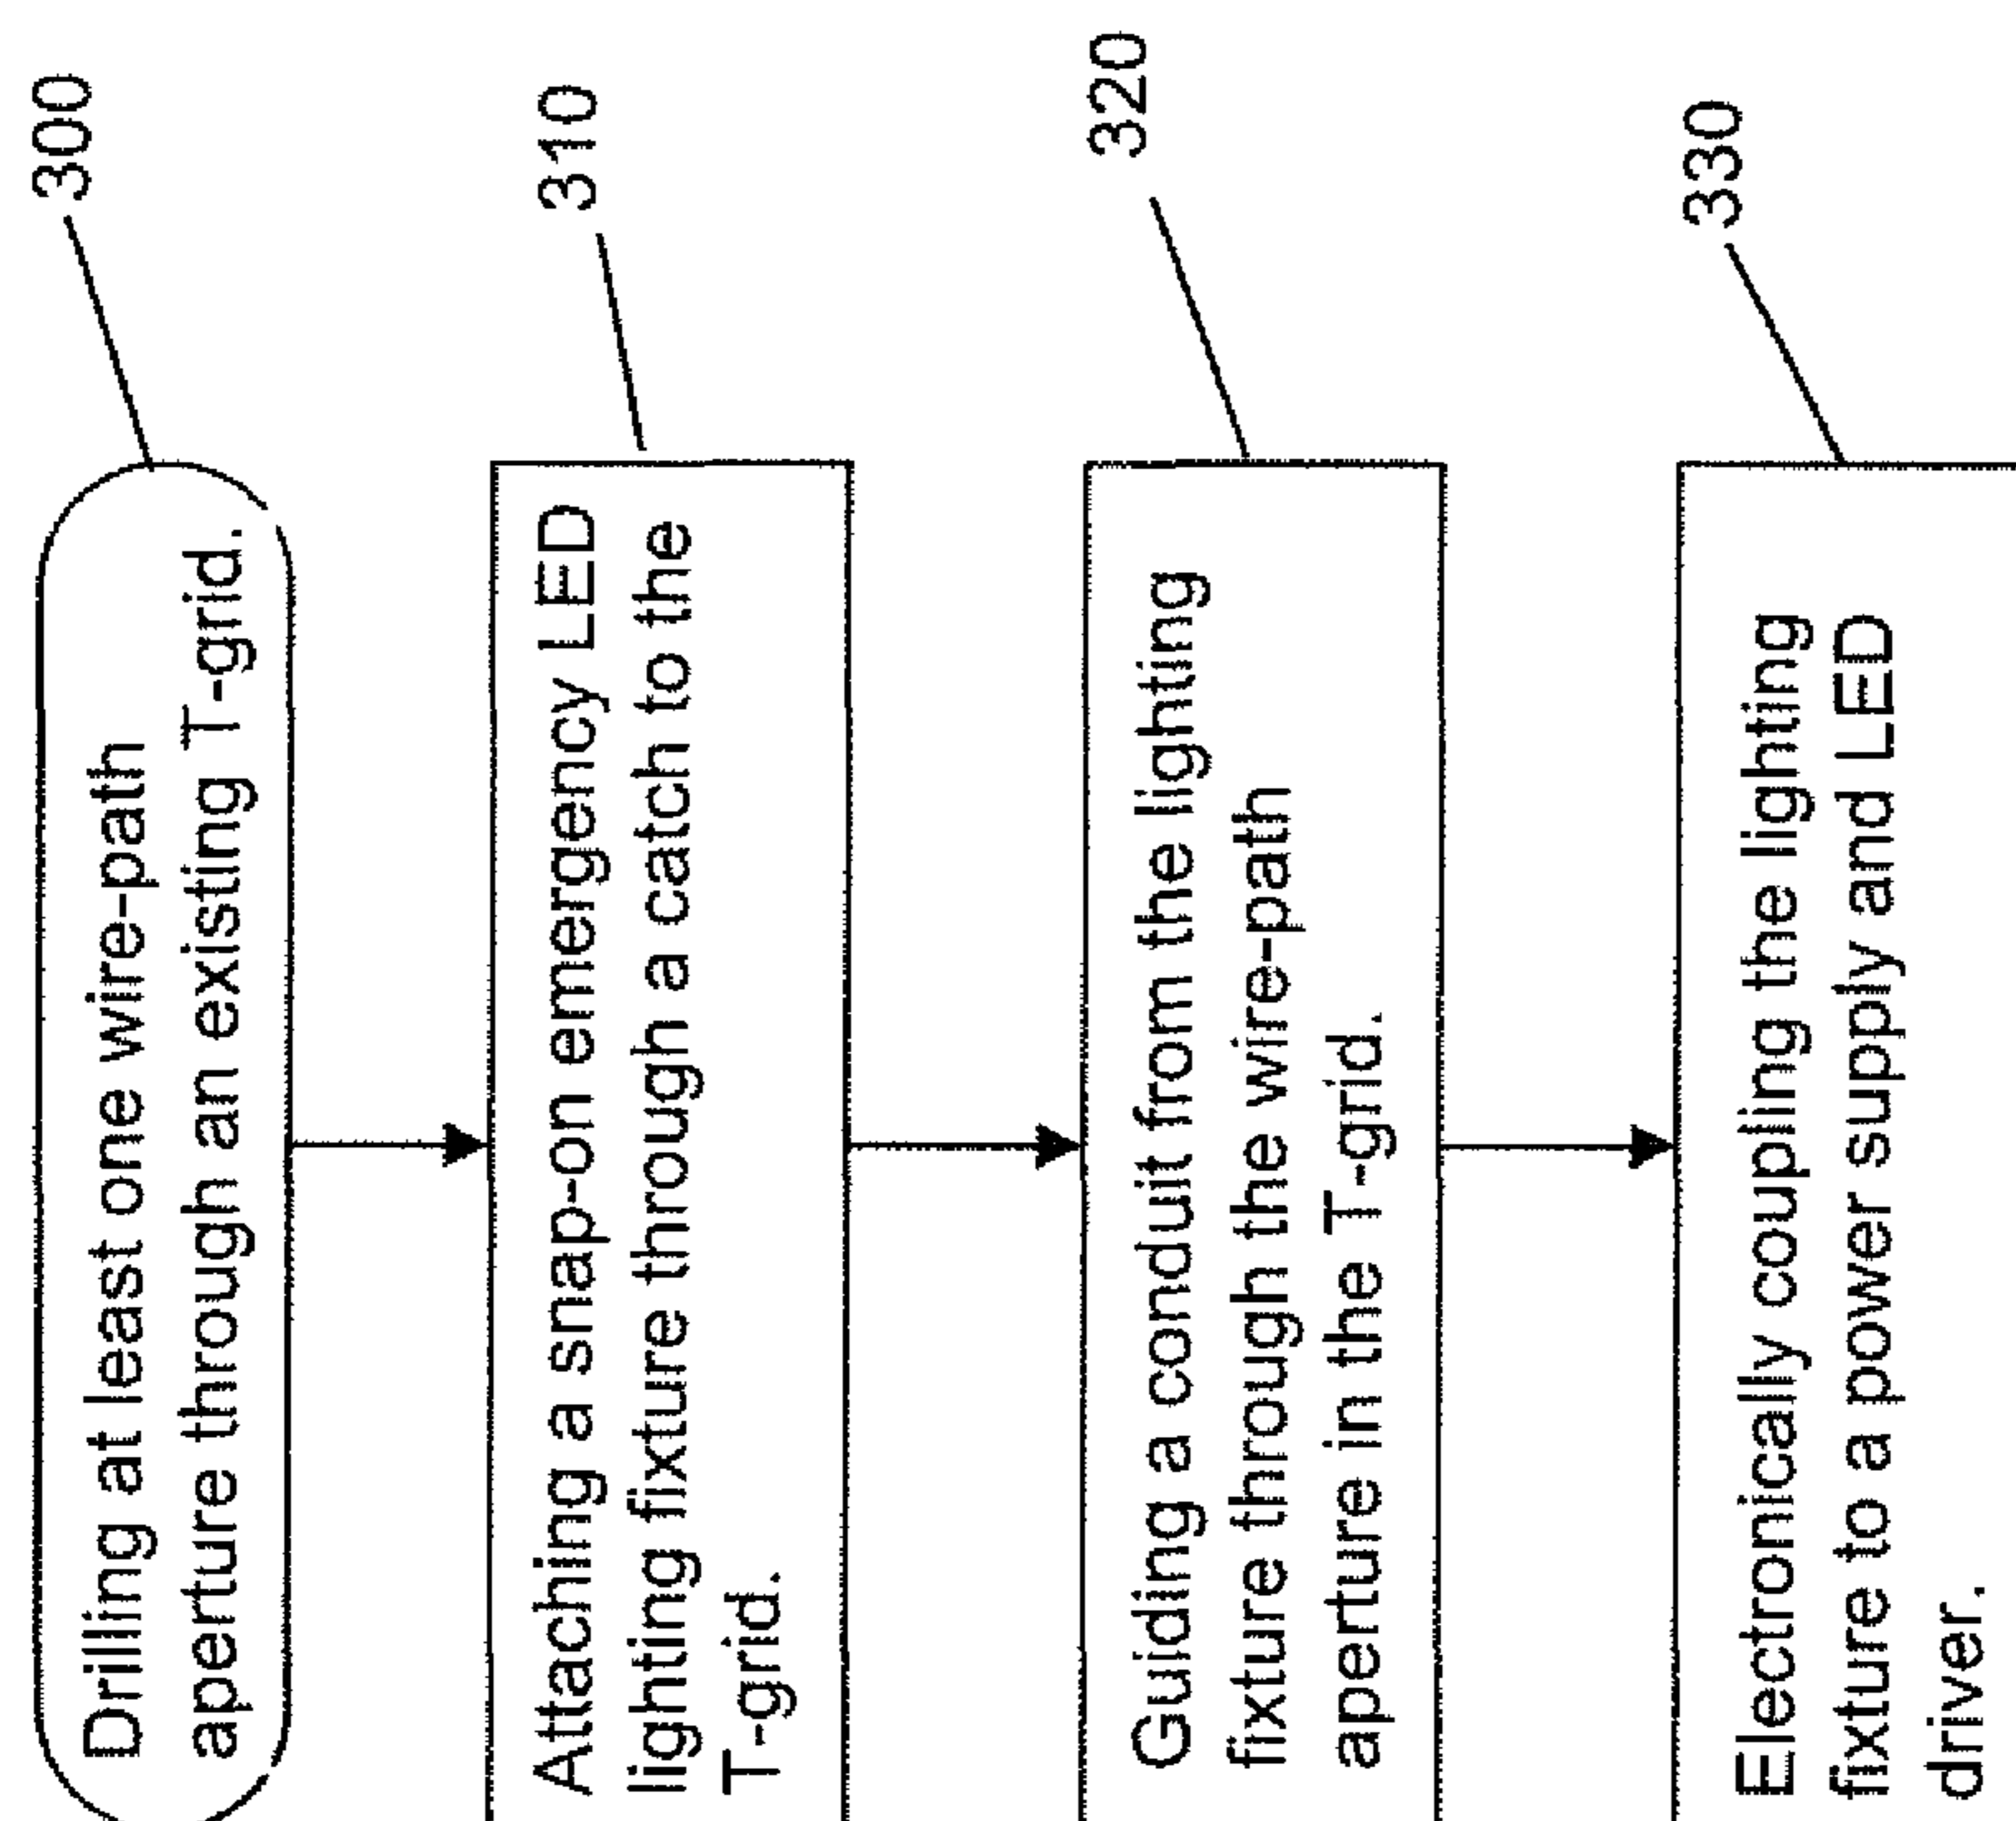 Drilling at least one wire-path
aperture through an existing T-grid.
300
Attaching a snap-on emergency LED
lighting fixture through a catch to the
T-grid.
310
Guiding a conduit from the lighting
fixture through the wire-path
aperture in the T-grid.
320
Electronically coupling the lighting
fixture to a power supply and LED
driver.
330